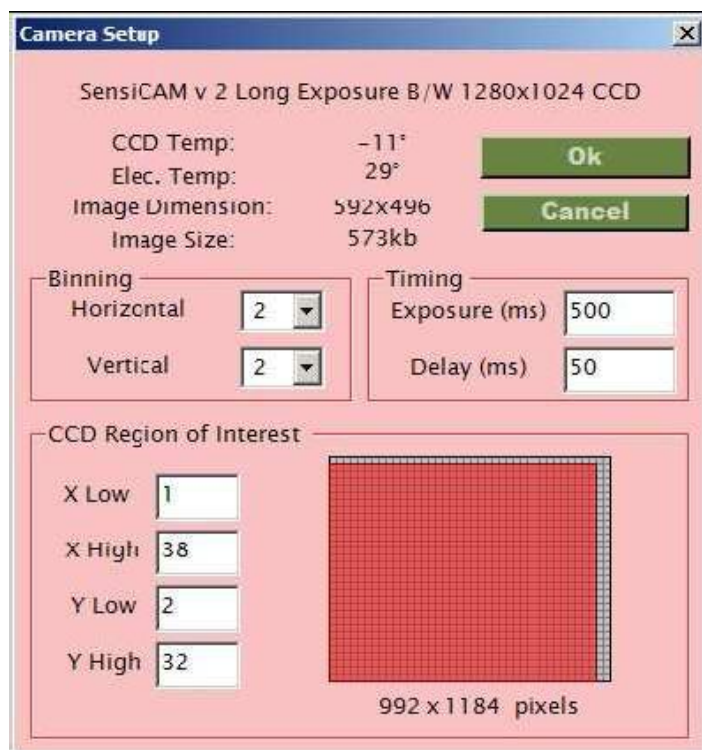 Camera Setup
SensiCAM v 2 Long Exposure B/W 1280x1024 CCD
CCD Temp: -11°
Elec. Temp: 29°
Image Dimension: 592x496
Image Size: 573kb
Ok
Cancel
Binning
Horizontal 2
Vertical 2
Timing
Exposure (ms) 500
Delay (ms) 50
CCD Region of Interest
X Low 1
X High 38
Y Low 2
Y High 32
992 x 1184 pixels